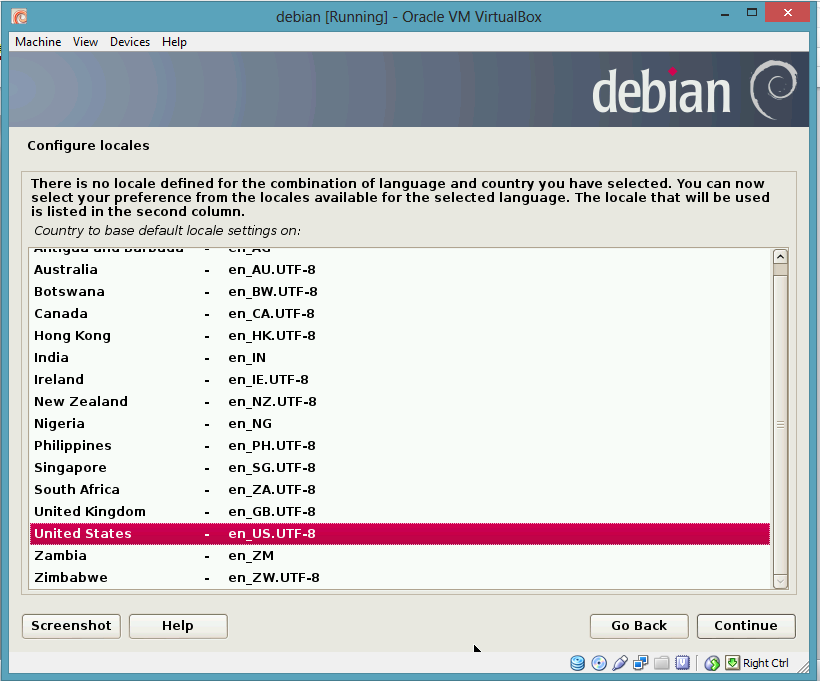 debian [Running] - Oracle VM VirtualBox
Machine View Devices Help
debian
Configure locales
There is no locale defined for the combination of language and country you have selected. You can now
select your preference from the locales available for the selected language. The locale that will be used
is listed in the second column.
Country to base default locale settings on:
Antigua and Barbuda - en_AG
Australia - en_AU.UTF-8
Botswana - en_BW.UTF-8
Canada - en_CA.UTF-8
Hong Kong - en_HK.UTF-8
India - en_IN
Ireland - en_IE.UTF-8
New Zealand - en_NZ.UTF-8
Nigeria - en_NG
Philippines - en_PH.UTF-8
Singapore - en_SG.UTF-8
South Africa - en_ZA.UTF-8
United Kingdom - en_GB.UTF-8
United States - en_US.UTF-8
Zambia - en_ZM
Zimbabwe - en_ZW.UTF-8
Screenshot Help Go Back Continue
Right Ctrl